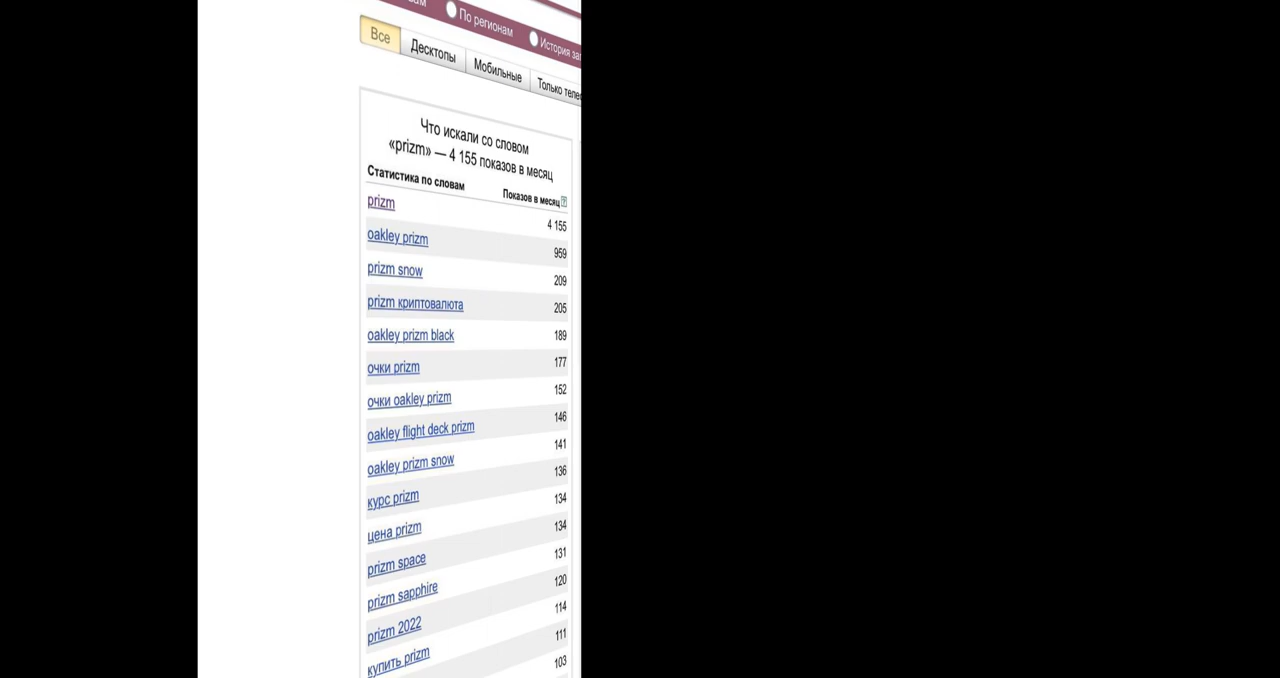 По регионам
История за
Все
Десктопы
Мобильные
Только теле
Что искали со словом
«prizm» — 4 155 показов в месяц
Статистика по словам Показов в месяц ?
prizm 4 155
oakley prizm 959
prizm snow 209
prizm криптовалюта 205
oakley prizm black 189
очки prizm 177
очки oakley prizm 152
oakley flight deck prizm 146
oakley prizm snow 141
курс prizm 136
цена prizm 134
prizm space 134
prizm sapphire 131
prizm 2022 120
купить prizm 114
111
103